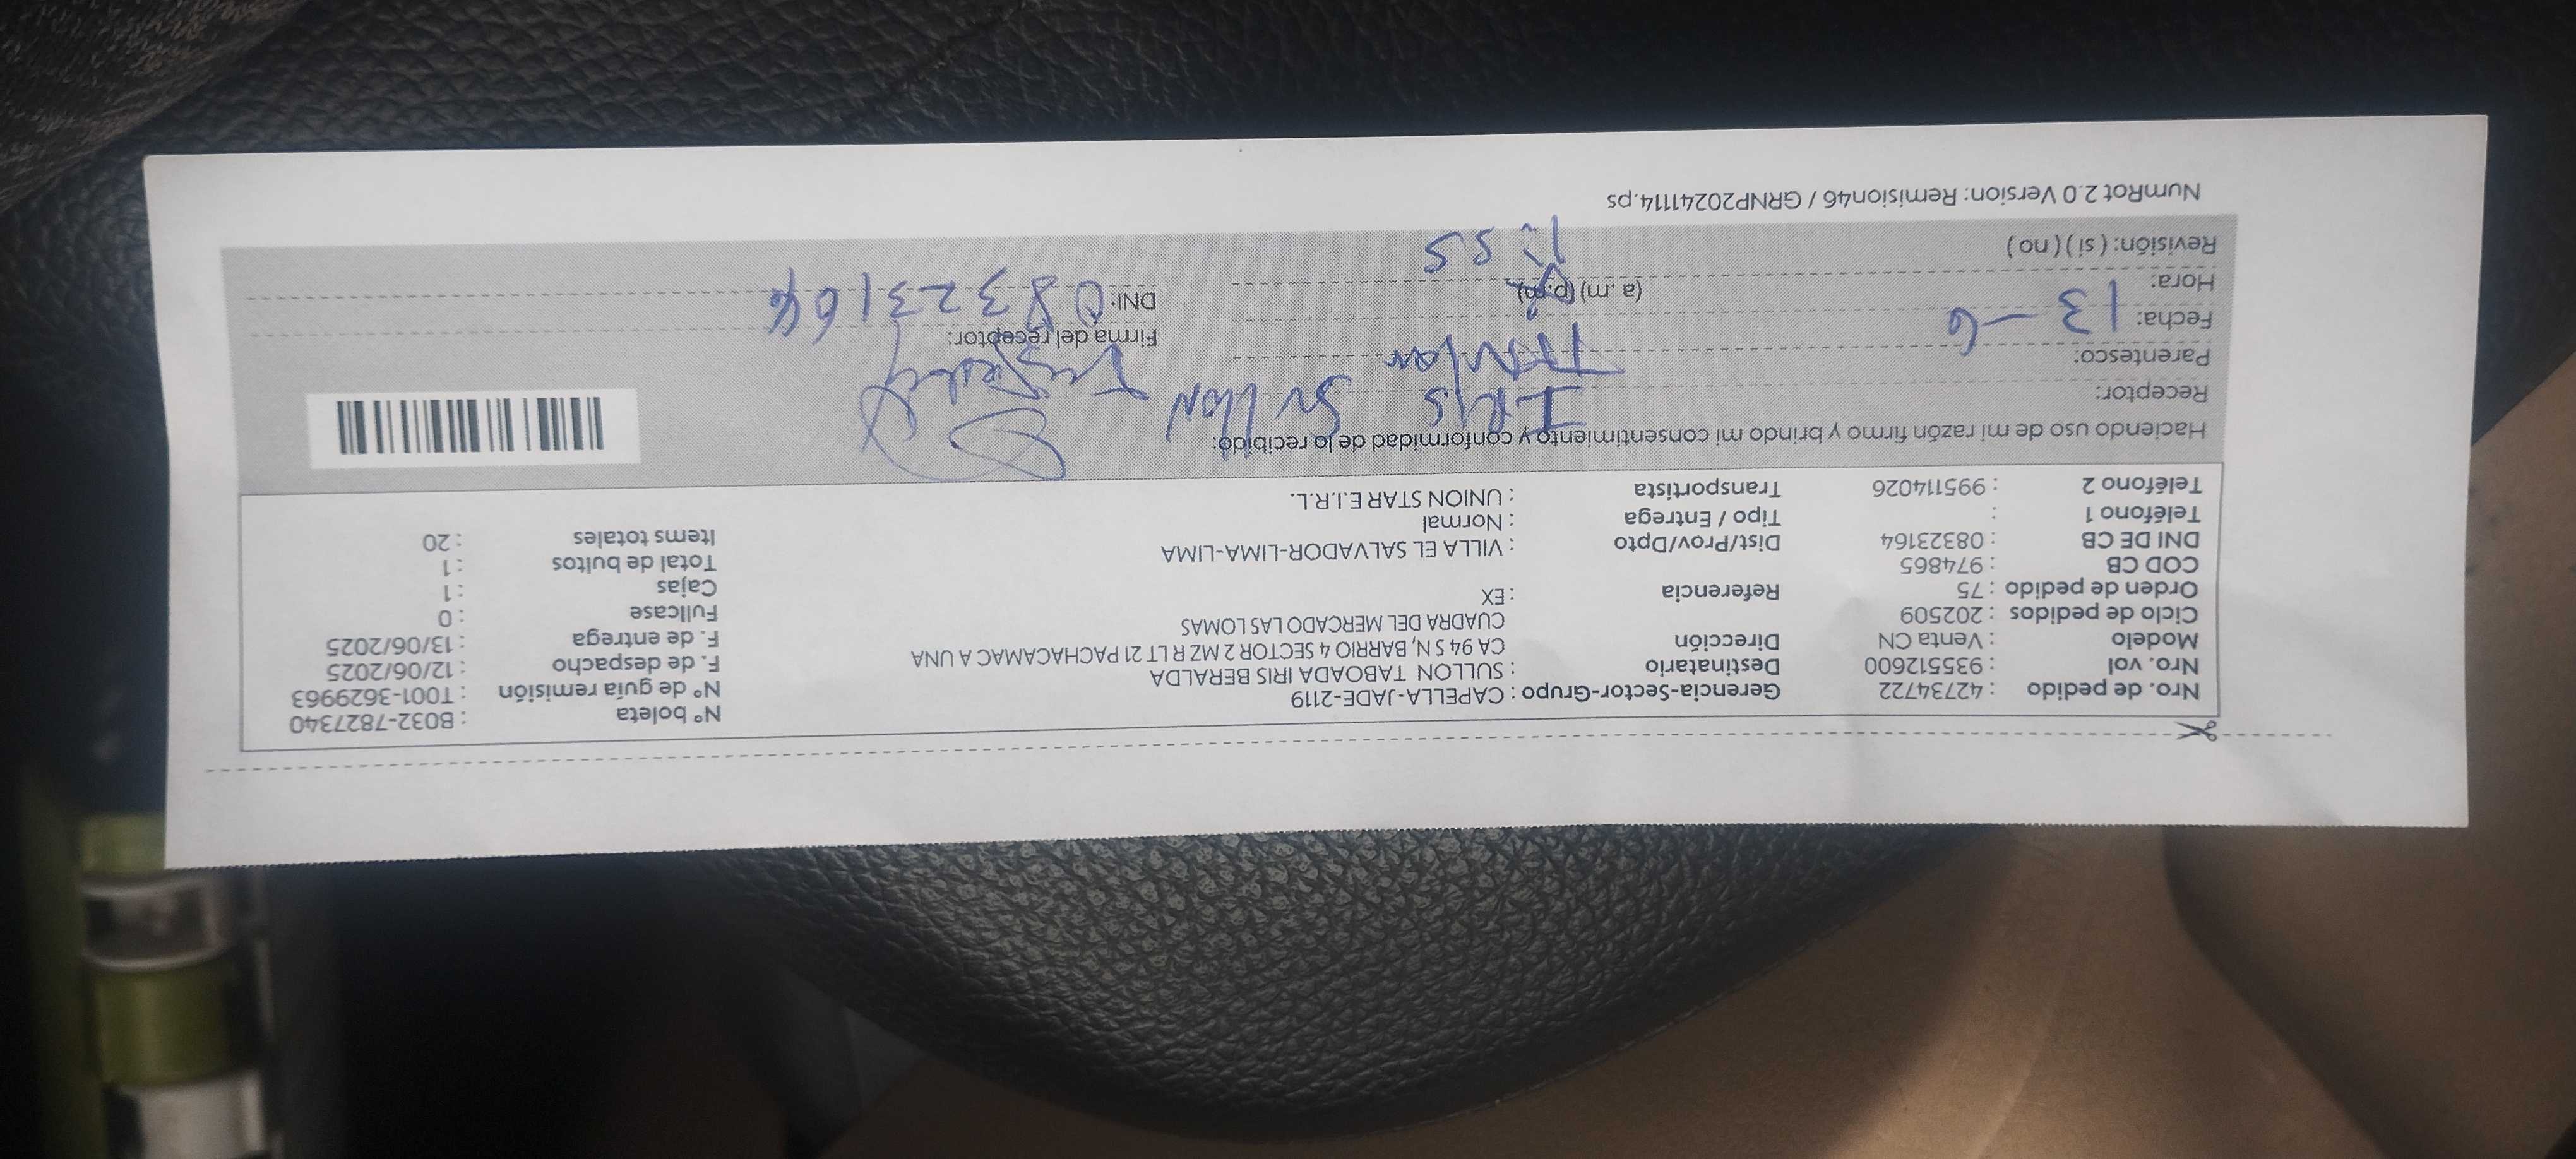 Nro. de pedido : 42734722 Gerencia-Sector-Grupo : CAPELLA-JADE-2119 N° boleta : B032-7827340
Nro. vol : 935512600 Destinatario : SULLON TABOADA IRIS BERALDA N° de guía remisión : T001-3629963
Modelo : Venta CN Dirección CA 94 S N, BARRIO 4 SECTOR 2 MZ R LT 21 PACHACAMAC A UNA F. de despacho : 12/06/2025
Ciclo de pedidos : 202509 CUADRA DEL MERCADO LAS LOMAS F. de entrega : 13/06/2025
Orden de pedido : 75 Referencia : EX Fullcase : 0
COD CB : 974865 Cajas : 1
DNI DE CB : 08323164 Dist/Prov/Dpto : VILLA EL SALVADOR-LIMA-LIMA Total de bultos : 1
Teléfono 1 : Tipo / Entrega : Normal Items totales : 20
Teléfono 2 : 995114026 Transportista : UNION STAR E.I.R.L.
Haciendo uso de mi razón firmo y brindo mi consentimiento y conformidad de lo recibido:
Receptor: IRIS Sullon
Parentesco: Titular
Fecha: 13-6 Firma del receptor:
Hora: (a.m) (p.m) DNI: 08323164
Revisión: ( si ) ( no ) 1:55
NumRot 2.0 Version: Remision46 / GRNP20241114.ps